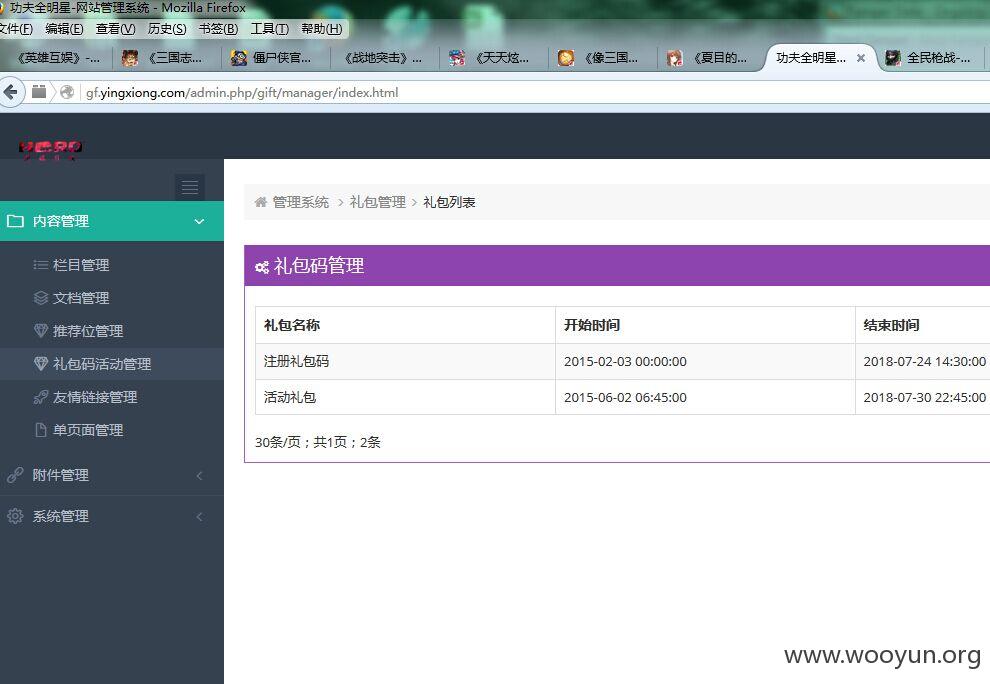 功夫全明星-网站管理系统 - Mozilla Firefox
文件(F) 编辑(E) 查看(V) 历史(S) 书签(B) 工具(T) 帮助(H)
《英雄互娱》-... 《三国志... 僵尸侠官... 《战地突击》... 《天天炫... 《像三国... 《夏目的... 功夫全明星... × 全民枪战-...
gf.yingxiong.com/admin.php/gift/manager/index.html
HERO
内容管理
栏目管理
文档管理
推荐位管理
礼包码活动管理
友情链接管理
单页面管理
附件管理
系统管理
管理系统 > 礼包管理 > 礼包列表
礼包码管理
礼包名称 开始时间 结束时间
注册礼包码 2015-02-03 00:00:00 2018-07-24 14:30:00
活动礼包 2015-06-02 06:45:00 2018-07-30 22:45:00
30条/页；共1页；2条
www.wooyun.org